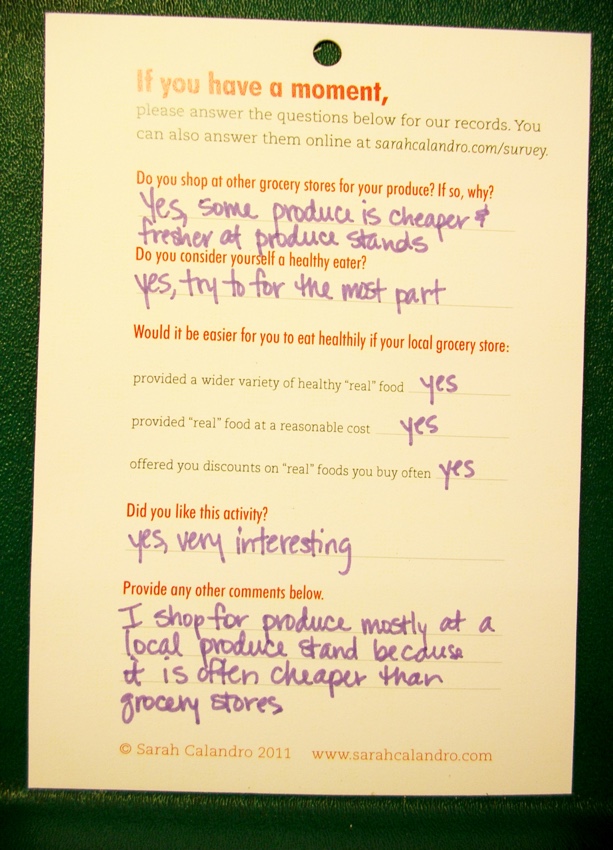 If you have a moment,
please answer the questions below for our records. You
can also answer them online at sarahcalandro.com/survey.
Do you shop at other grocery stores for your produce? If so, why?
Yes, some produce is cheaper &
fresher at produce stands
Do you consider yourself a healthy eater?
yes, try to for the most part
Would it be easier for you to eat healthily if your local grocery store:
provided a wider variety of healthy "real" food yes
provided "real" food at a reasonable cost yes
offered you discounts on "real" foods you buy often yes
Did you like this activity?
yes, very interesting
Provide any other comments below.
I shop for produce mostly at a
local produce stand because
it is often cheaper than
grocery stores
© Sarah Calandro 2011 www.sarahcalandro.com